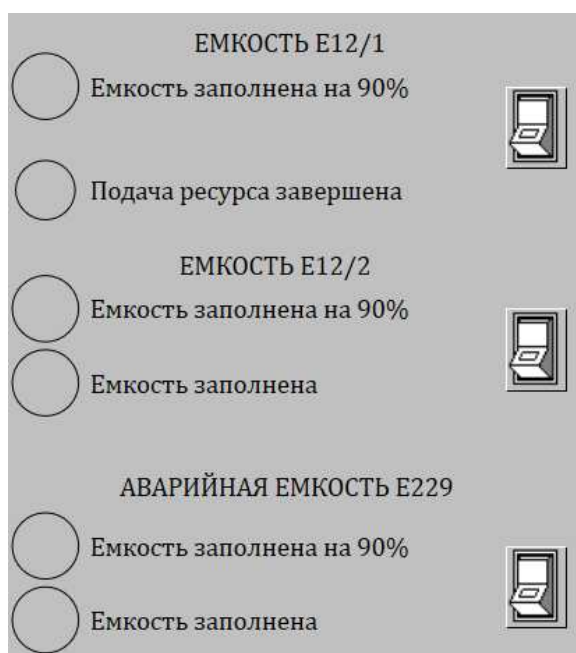 ЕМКОСТЬ Е12/1
Емкость заполнена на 90%
Подача ресурса завершена
ЕМКОСТЬ Е12/2
Емкость заполнена на 90%
Емкость заполнена
АВАРИЙНАЯ ЕМКОСТЬ Е229
Емкость заполнена на 90%
Емкость заполнена